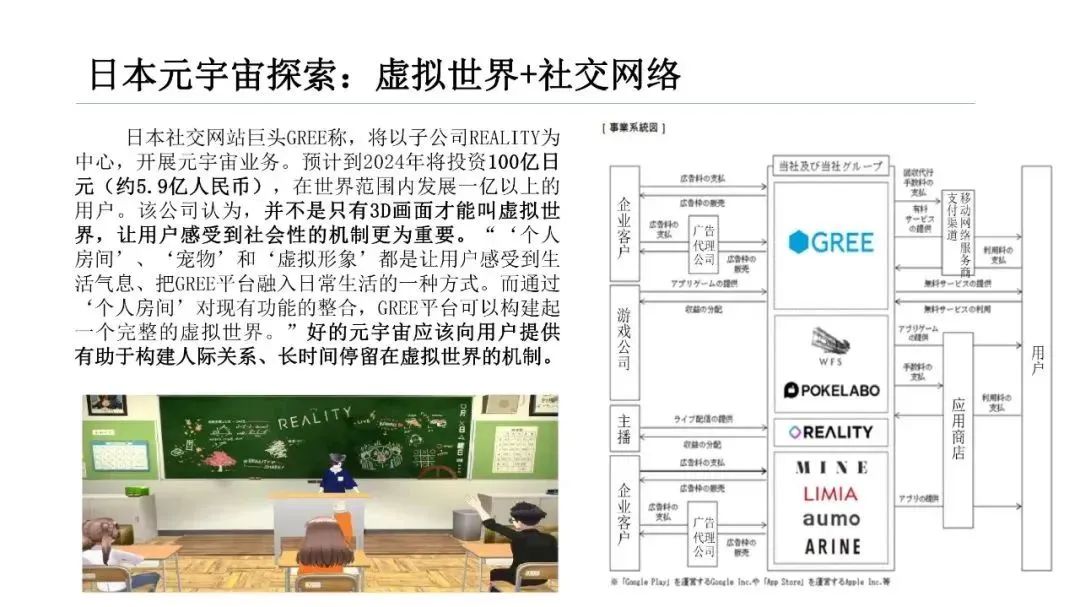 日本元宇宙探索：虚拟世界+社交网络
日本社交网站巨头GREE称，将以子公司REALITY为
中心，开展元宇宙业务。预计到2024年将投资100亿日
元（约5.9亿人民币），在世界范围内发展一亿以上的
用户。该公司认为，并不是只有3D画面才能叫虚拟世
界，让用户感受到社会性的机制更为重要。“‘个人
房间’、‘宠物’和‘虚拟形象’都是让用户感受到生
活气息、把GREE平台融入日常生活的一种方式。而通过
‘个人房间’对现有功能的整合，GREE平台可以构建起
一个完整的虚拟世界。”好的元宇宙应该向用户提供
有助于构建人际关系、长时间停留在虚拟世界的机制。
REALITY
[ 事業系統図 ]
当社及び当社グループ
企业客户
広告料の支払
広告枠の販売
広告料の
支払
广告
代理
公司
広告枠の
販売
GREE
回収代行
手数料の
支払
有料
サービス
の提供
移动网络服务商
支付渠道
利用料の
支払
アプリゲームの提供
収益の分配
無料サービスの提供
無料サービスの利用
游戏公司
WFS
POKELABO
アプリゲーム
の提供
手数料の
支払
应用商店
利用料の
支払
用户
主播
ライブ配信の提供
収益の分配
REALITY
企业客户
広告料の支払
広告枠の販売
広告料の
支払
广告
代理
公司
広告枠の
販売
MINE
LIMIA
aumo
ARINE
アプリの提供
※「Google Play」を運営するGoogle Inc.や「App Store」を運営するApple Inc.等